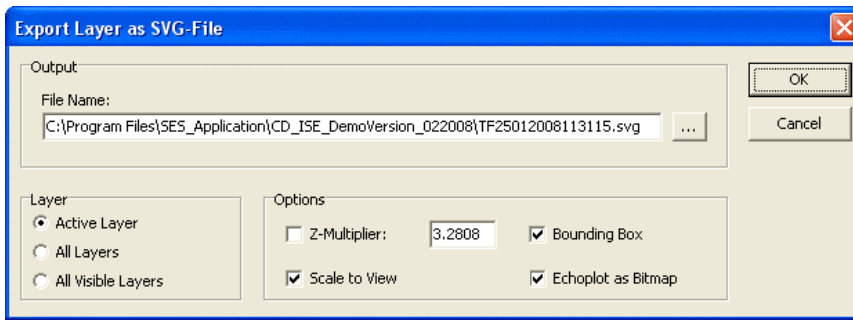 Export Layer as SVG-File
Output
File Name:
C:\Program Files\SES_Application\CD_ISE_DemoVersion_022008\TF25012008113115.svg
...
OK
Cancel
Layer
Active Layer
All Layers
All Visible Layers
Options
Z-Multiplier: 3.2808
Bounding Box
Scale to View
Echoplot as Bitmap